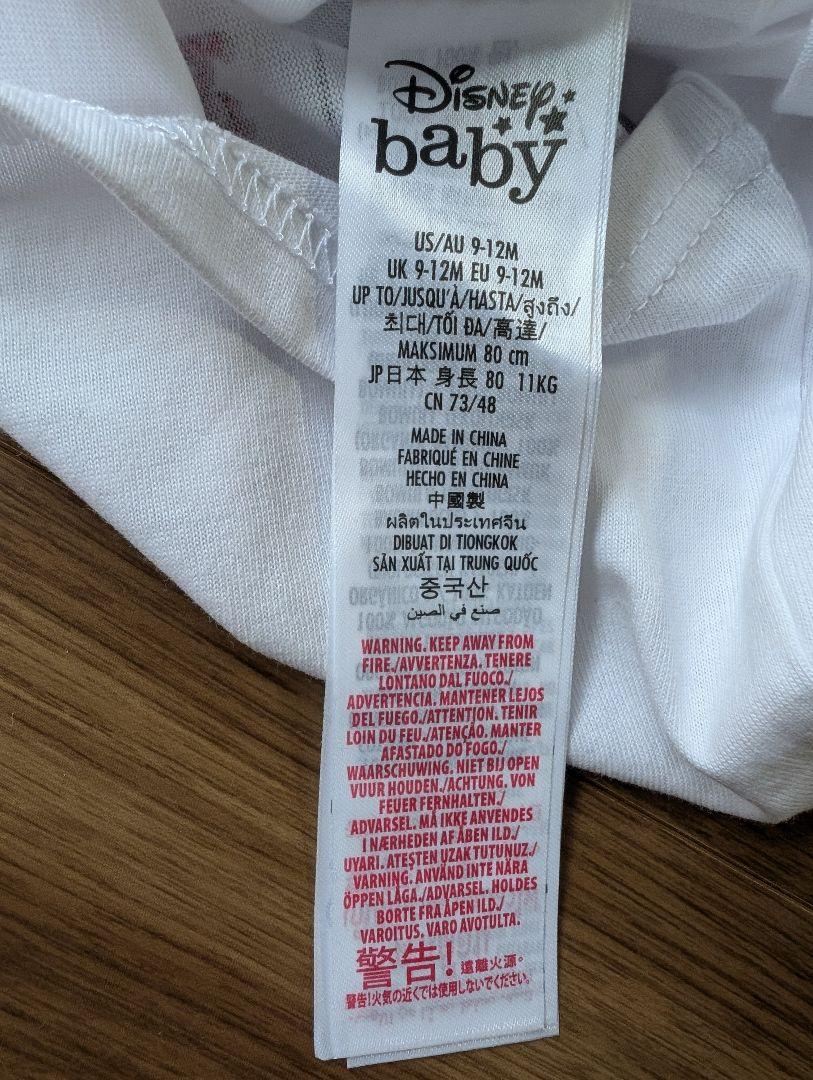 Disney
baby
US/AU 9-12M
UK 9-12M EU 9-12M
UP TO/JUSQU'À/HASTA/สูงถึง/
최대/TỐI ĐA/高達/
MAKSIMUM 80 cm
JP日本 身長 80 11KG
CN 73/48
MADE IN CHINA
FABRIQUÉ EN CHINE
HECHO EN CHINA
中國製
ผลิตในประเทศจีน
DIBUAT DI TIONGKOK
SẢN XUẤT TẠI TRUNG QUỐC
중국산
صنع في الصين
WARNING. KEEP AWAY FROM
FIRE./AVVERTENZA. TENERE
LONTANO DAL FUOCO./
ADVERTENCIA. MANTENER LEJOS
DEL FUEGO./ATTENTION. TENIR
LOIN DU FEU./ATENÇÃO. MANTER
AFASTADO DO FOGO./
WAARSCHUWING. NIET BIJ OPEN
VUUR HOUDEN./ACHTUNG. VON
FEUER FERNHALTEN./
ADVARSEL. MÅ IKKE ANVENDES
I NÆRHEDEN AF ÅBEN ILD./
UYARI. ATEŞTEN UZAK TUTUNUZ./
VARNING. ANVÄND INTE NÄRA
ÖPPEN LÅGA./ADVARSEL. HOLDES
BORTE FRA ÅPEN ILD./
VAROITUS. VARO AVOTULTA.
警告! 遠離火源。
警告!火気の近くでは使用しないでください。